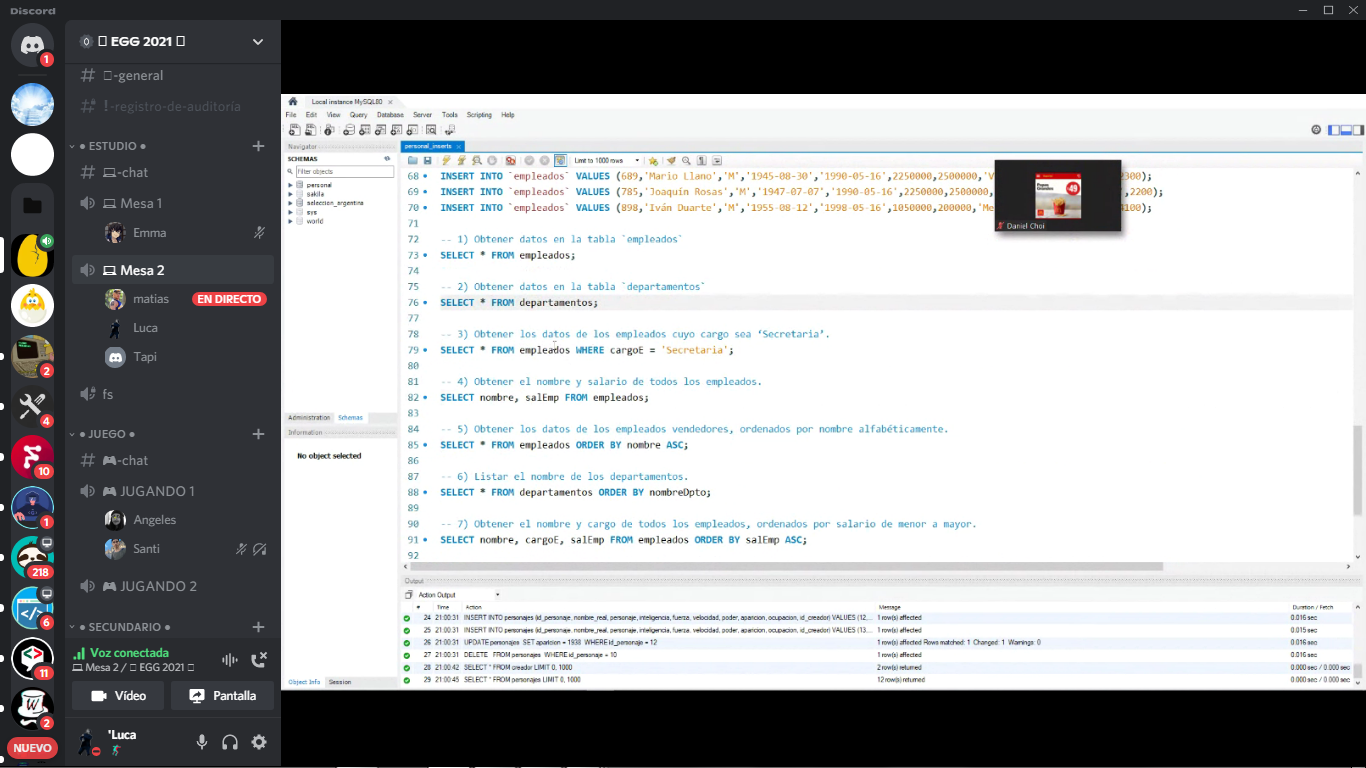 Discord
EGG 2021
-general
!-registro-de-auditoría
• ESTUDIO •
-chat
Mesa 1
Emma
Mesa 2
matias EN DIRECTO
Luca
Tapi
fs
• JUEGO •
-chat
JUGANDO 1
Angeles
Santi
JUGANDO 2
• SECUNDARIO •
Voz conectada
Mesa 2 / EGG 2021
Vídeo Pantalla
'Luca
1
2
4
10
1
218
6
11
2
NUEVO
Local instance MySQL80
File Edit View Query Database Server Tools Scripting Help
Navigator
SCHEMAS
Filter objects
personal
sakila
seleccion_argentina
sys
world
Administration Schemas
Information
No object selected
Object Info Session
personal_inserts
Limit to 1000 rows
68 INSERT INTO `empleados` VALUES (689,'Mario Llano','M','1945-08-30','1990-05-16',2250000,2500000,'V 2300);
69 INSERT INTO `empleados` VALUES (785,'Joaquín Rosas','M','1947-07-07','1990-05-16',2250000,2500000, ,2200);
70 INSERT INTO `empleados` VALUES (898,'Iván Duarte','M','1955-08-12','1998-05-16',1050000,200000,'Me 4100);
71
72 -- 1) Obtener datos en la tabla `empleados`
73 SELECT * FROM empleados;
74
75 -- 2) Obtener datos en la tabla `departamentos`
76 SELECT * FROM departamentos;
77
78 -- 3) Obtener los datos de los empleados cuyo cargo sea ‘Secretaria’.
79 SELECT * FROM empleados WHERE cargoE = 'Secretaria';
80
81 -- 4) Obtener el nombre y salario de todos los empleados.
82 SELECT nombre, salEmp FROM empleados;
83
84 -- 5) Obtener los datos de los empleados vendedores, ordenados por nombre alfabéticamente.
85 SELECT * FROM empleados ORDER BY nombre ASC;
86
87 -- 6) Listar el nombre de los departamentos.
88 SELECT * FROM departamentos ORDER BY nombreDpto;
89
90 -- 7) Obtener el nombre y cargo de todos los empleados, ordenados por salario de menor a mayor.
91 SELECT nombre, cargoE, salEmp FROM empleados ORDER BY salEmp ASC;
92
$49
Daniel Choi
Output
Action Output
# Time Action Message Duration / Fetch
24 21:00:31 INSERT INTO personajes (id_personaje, nombre_real, personaje, inteligencia, fuerza, velocidad, poder, aparicion, ocupacion, id_creador) VALUES (12,... 1 row(s) affected 0.016 sec
25 21:00:31 INSERT INTO personajes (id_personaje, nombre_real, personaje, inteligencia, fuerza, velocidad, poder, aparicion, ocupacion, id_creador) VALUES (13,... 1 row(s) affected 0.015 sec
26 21:00:31 UPDATE personajes SET aparicion = 1938 WHERE id_personaje = 12 1 row(s) affected Rows matched: 1 Changed: 1 Warnings: 0 0.015 sec
27 21:00:31 DELETE FROM personajes WHERE id_personaje = 10 1 row(s) affected 0.016 sec
28 21:00:42 SELECT * FROM creador LIMIT 0, 1000 2 row(s) returned 0.000 sec / 0.000 sec
29 21:00:45 SELECT * FROM personajes LIMIT 0, 1000 12 row(s) returned 0.000 sec / 0.000 sec